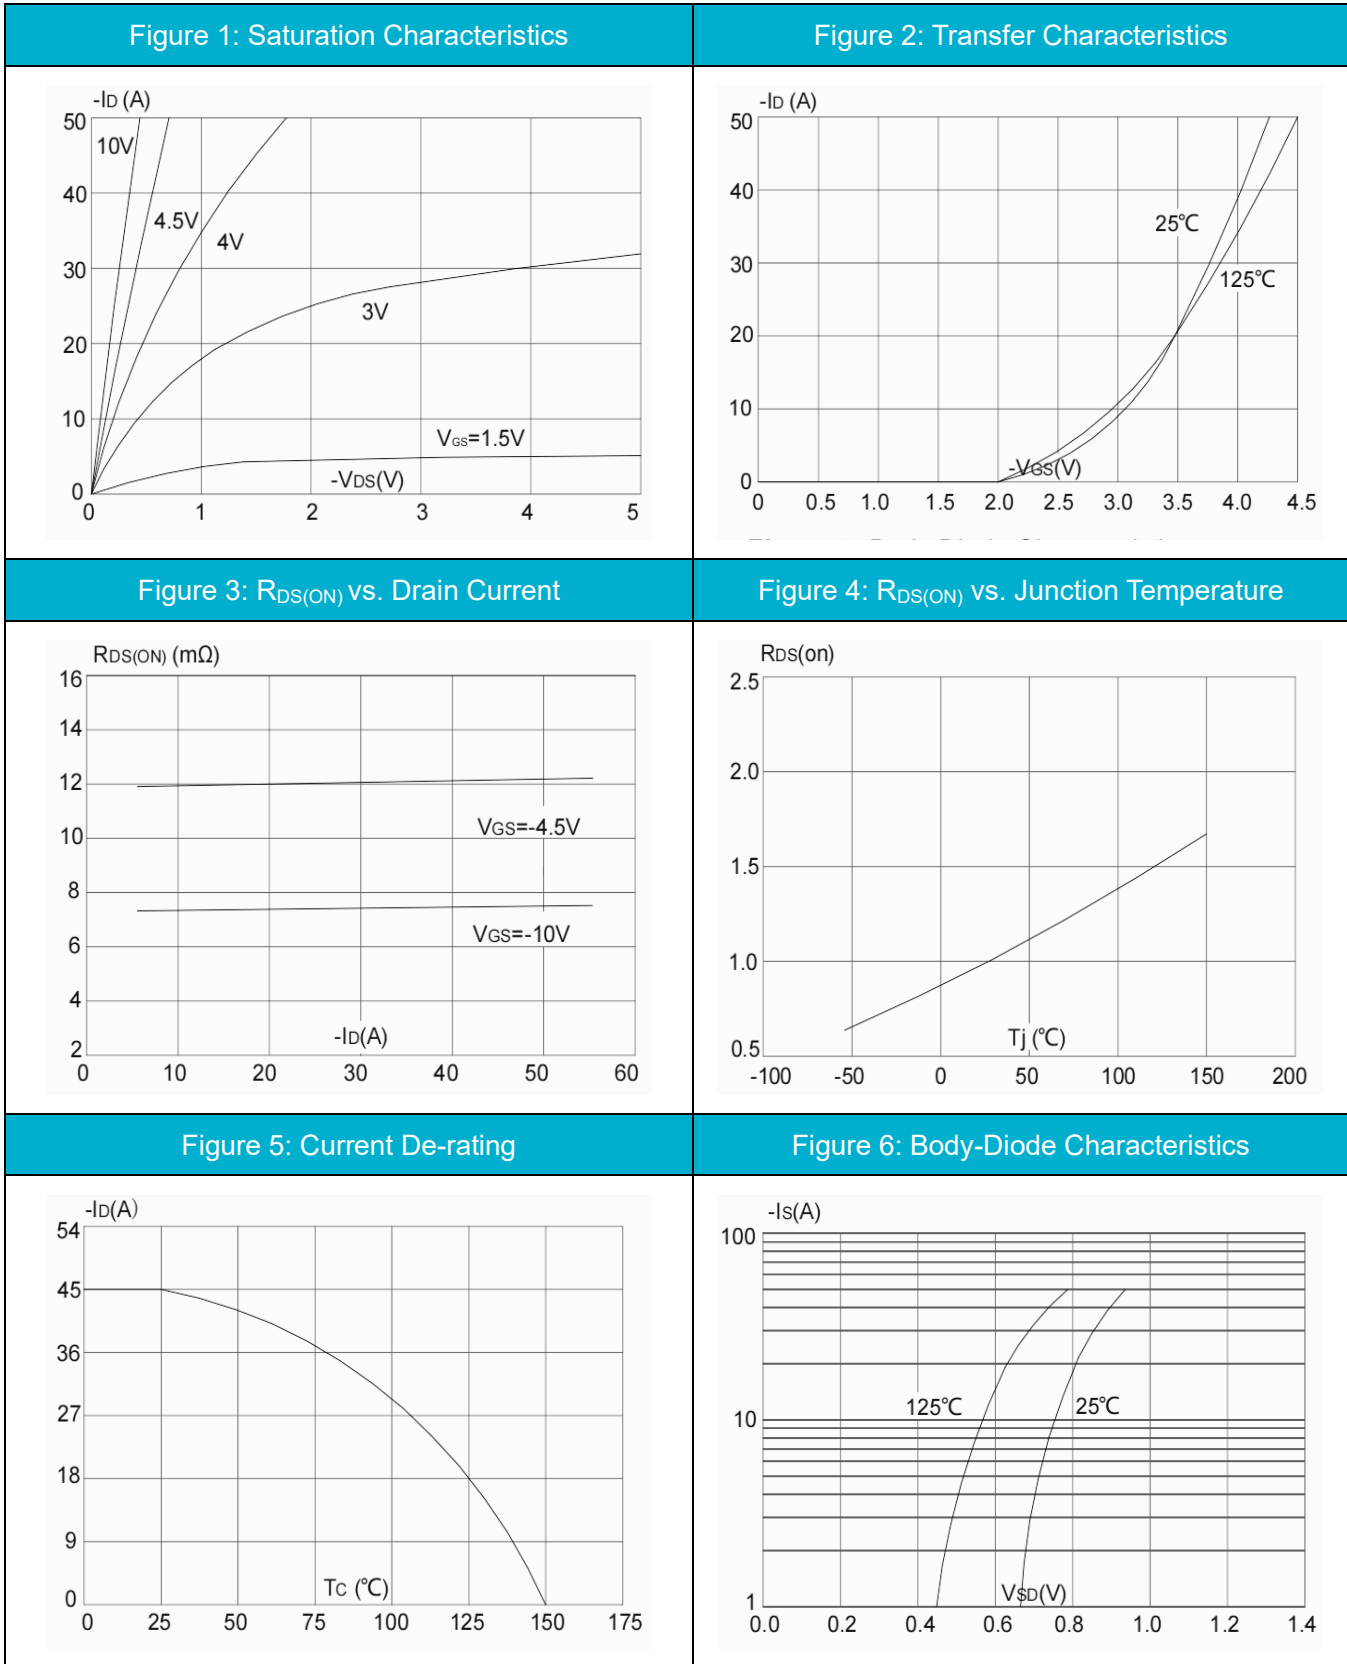 Figure 1: Saturation Characteristics
-ID (A)
50
40
30
20
10
0
10V
4.5V
4V
3V
VGS=1.5V
-VDS(V)
0 1 2 3 4 5
Figure 2: Transfer Characteristics
-ID (A)
50
40
30
20
10
0
25℃
125℃
-VGS(V)
0 0.5 1.0 1.5 2.0 2.5 3.0 3.5 4.0 4.5
Figure 3: RDS(ON) vs. Drain Current
RDS(ON) (mΩ)
16
14
12
10
8
6
4
2
VGS=-4.5V
VGS=-10V
-ID(A)
0 10 20 30 40 50 60
Figure 4: RDS(ON) vs. Junction Temperature
RDS(on)
2.5
2.0
1.5
1.0
0.5
Tj (℃)
-100 -50 0 50 100 150 200
Figure 5: Current De-rating
-ID(A)
54
45
36
27
18
9
0
TC (℃)
0 25 50 75 100 125 150 175
Figure 6: Body-Diode Characteristics
-IS(A)
100
10
1
125℃
25℃
VSD(V)
0.0 0.2 0.4 0.6 0.8 1.0 1.2 1.4